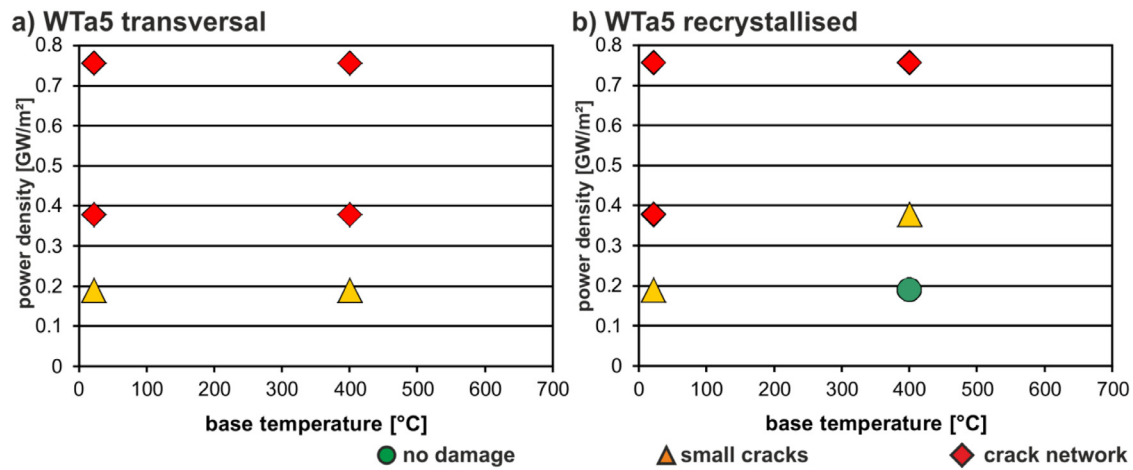 a) WTa5 transversal
power density [GW/m²]
0.8
0.7
0.6
0.5
0.4
0.3
0.2
0.1
0
0 100 200 300 400 500 600 700
base temperature [°C]
b) WTa5 recrystallised
power density [GW/m²]
0.8
0.7
0.6
0.5
0.4
0.3
0.2
0.1
0
0 100 200 300 400 500 600 700
base temperature [°C]
no damage small cracks crack network